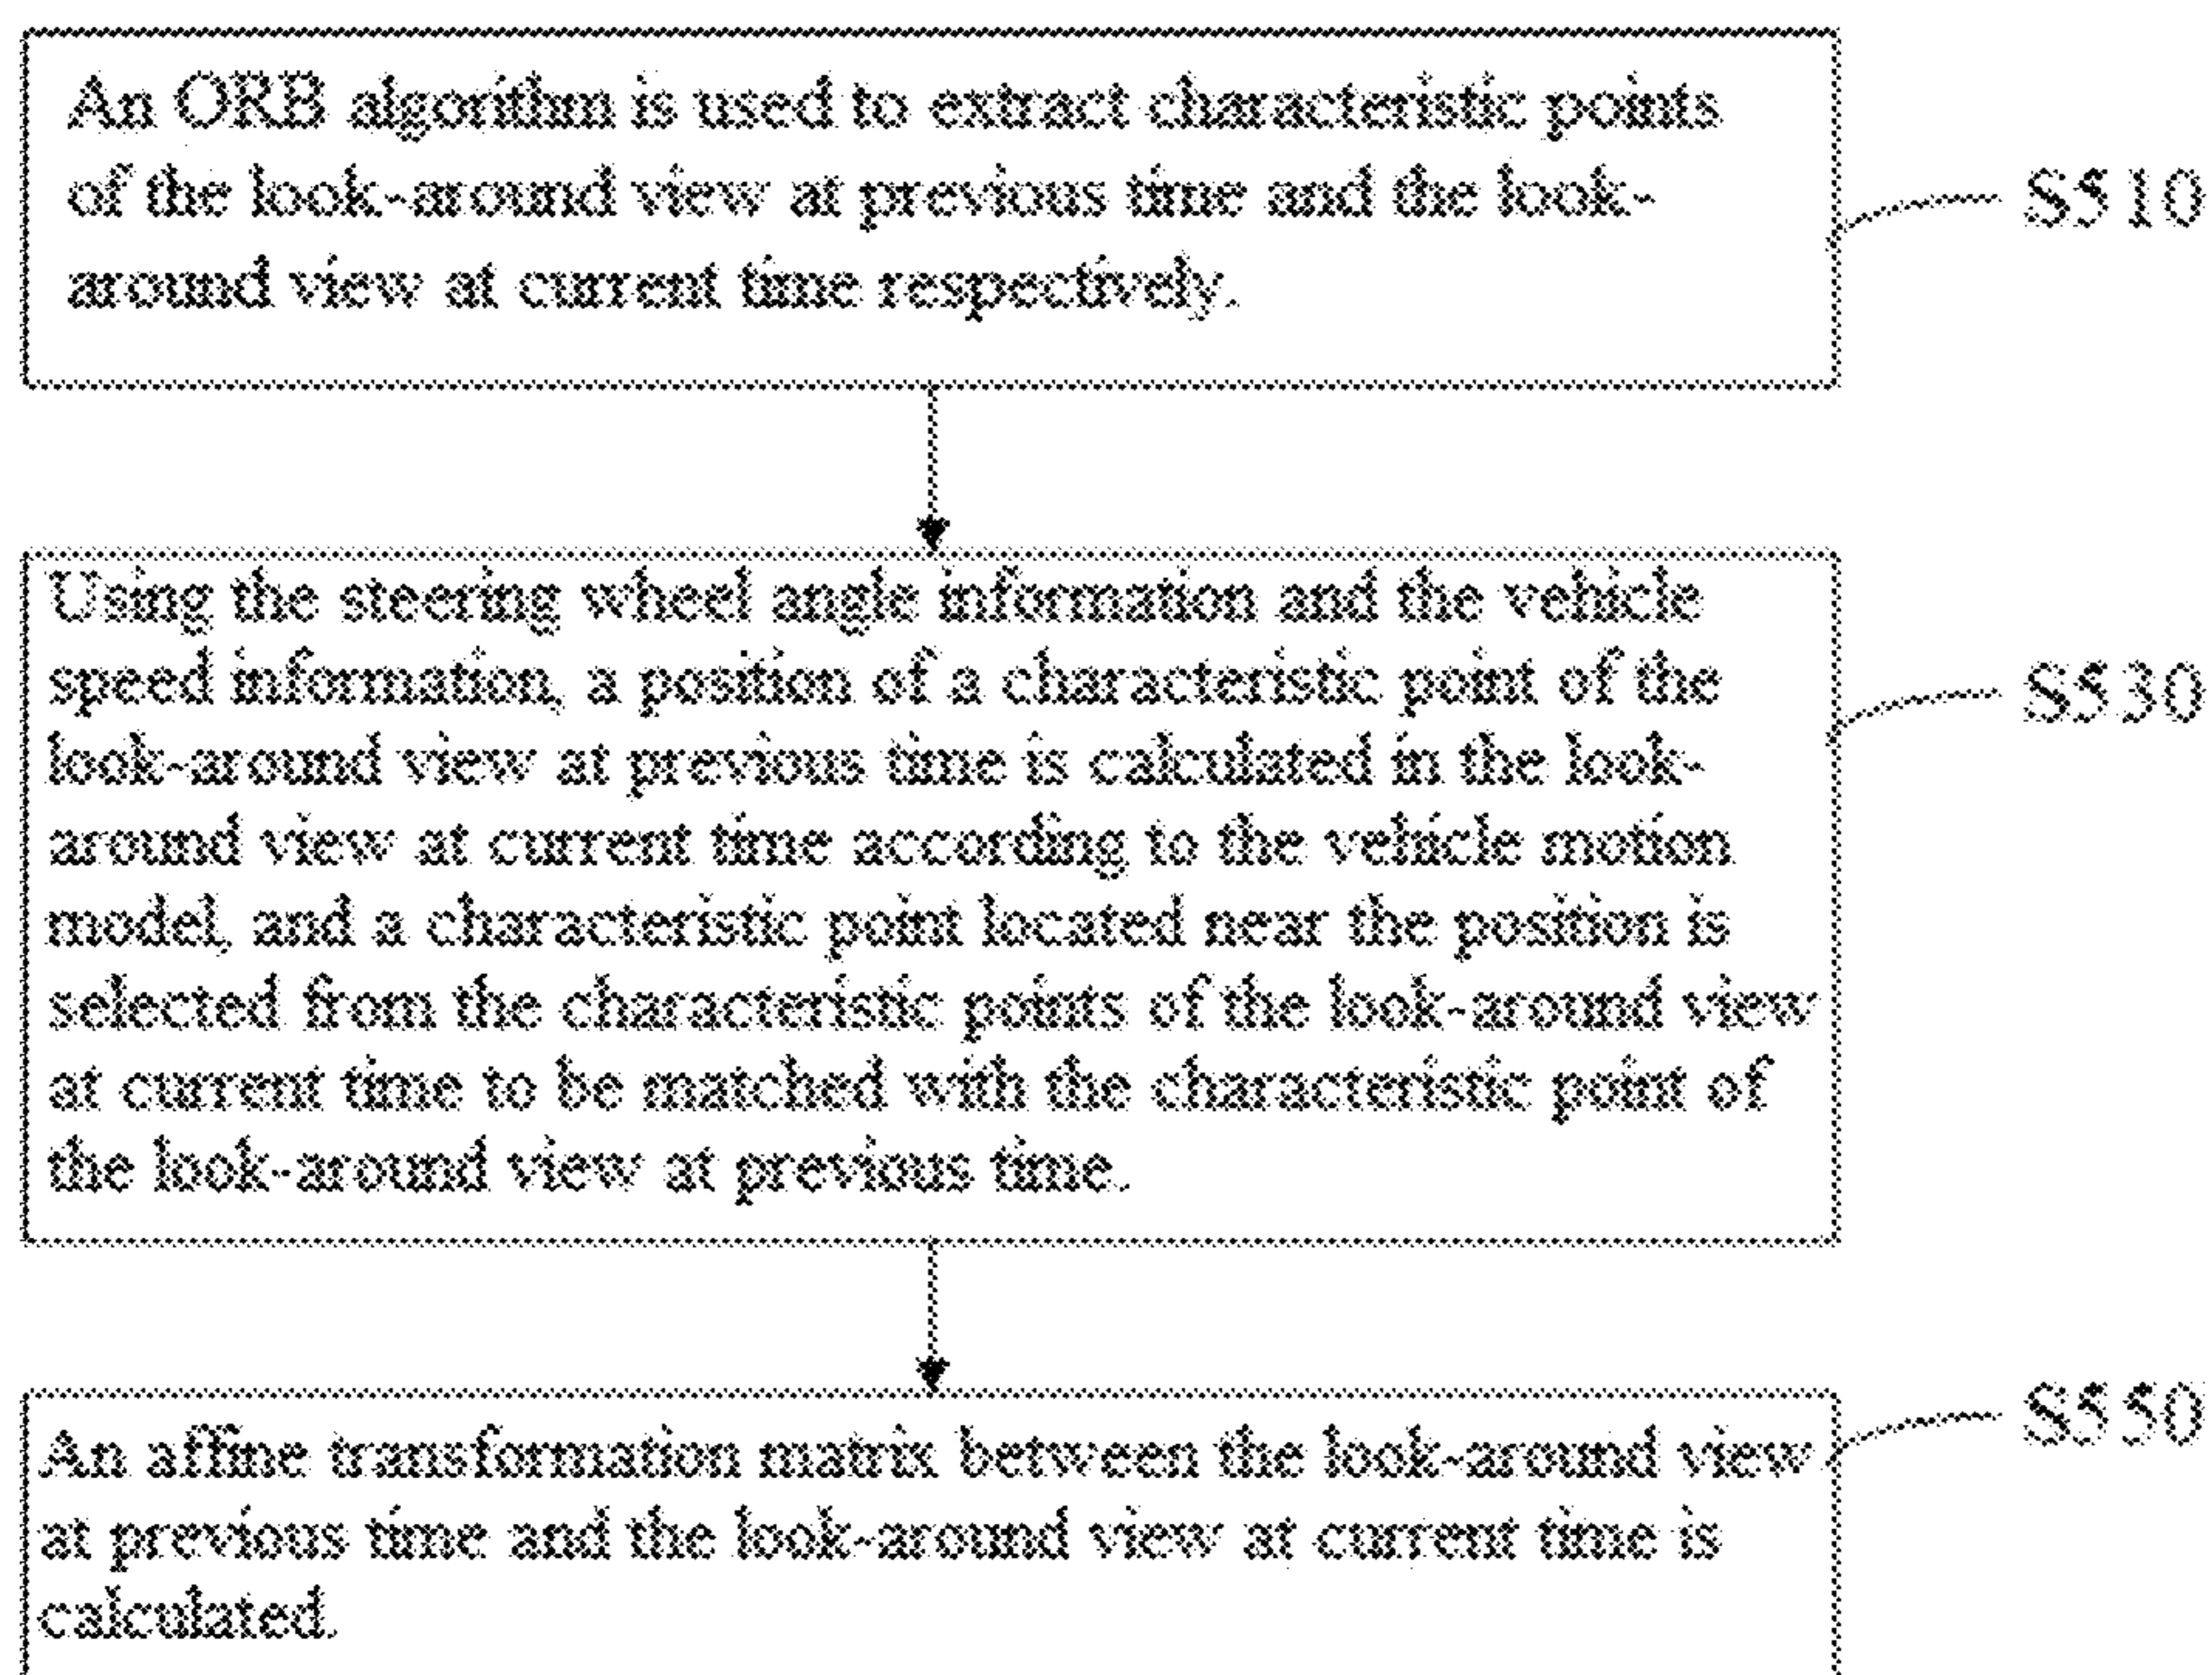 An ORB algorithm is used to extract characteristic points
of the look-around view at previous time and the look-
around view at current time respectively.
S510
Using the steering wheel angle information and the vehicle
speed information, a position of a characteristic point of the
look-around view at previous time is calculated in the look-
around view at current time according to the vehicle motion
model, and a characteristic point located near the position is
selected from the characteristic points of the look-around view
at current time to be matched with the characteristic point of
the look-around view at previous time.
S530
An affine transformation matrix between the look-around view
at previous time and the look-around view at current time is
calculated.
S550